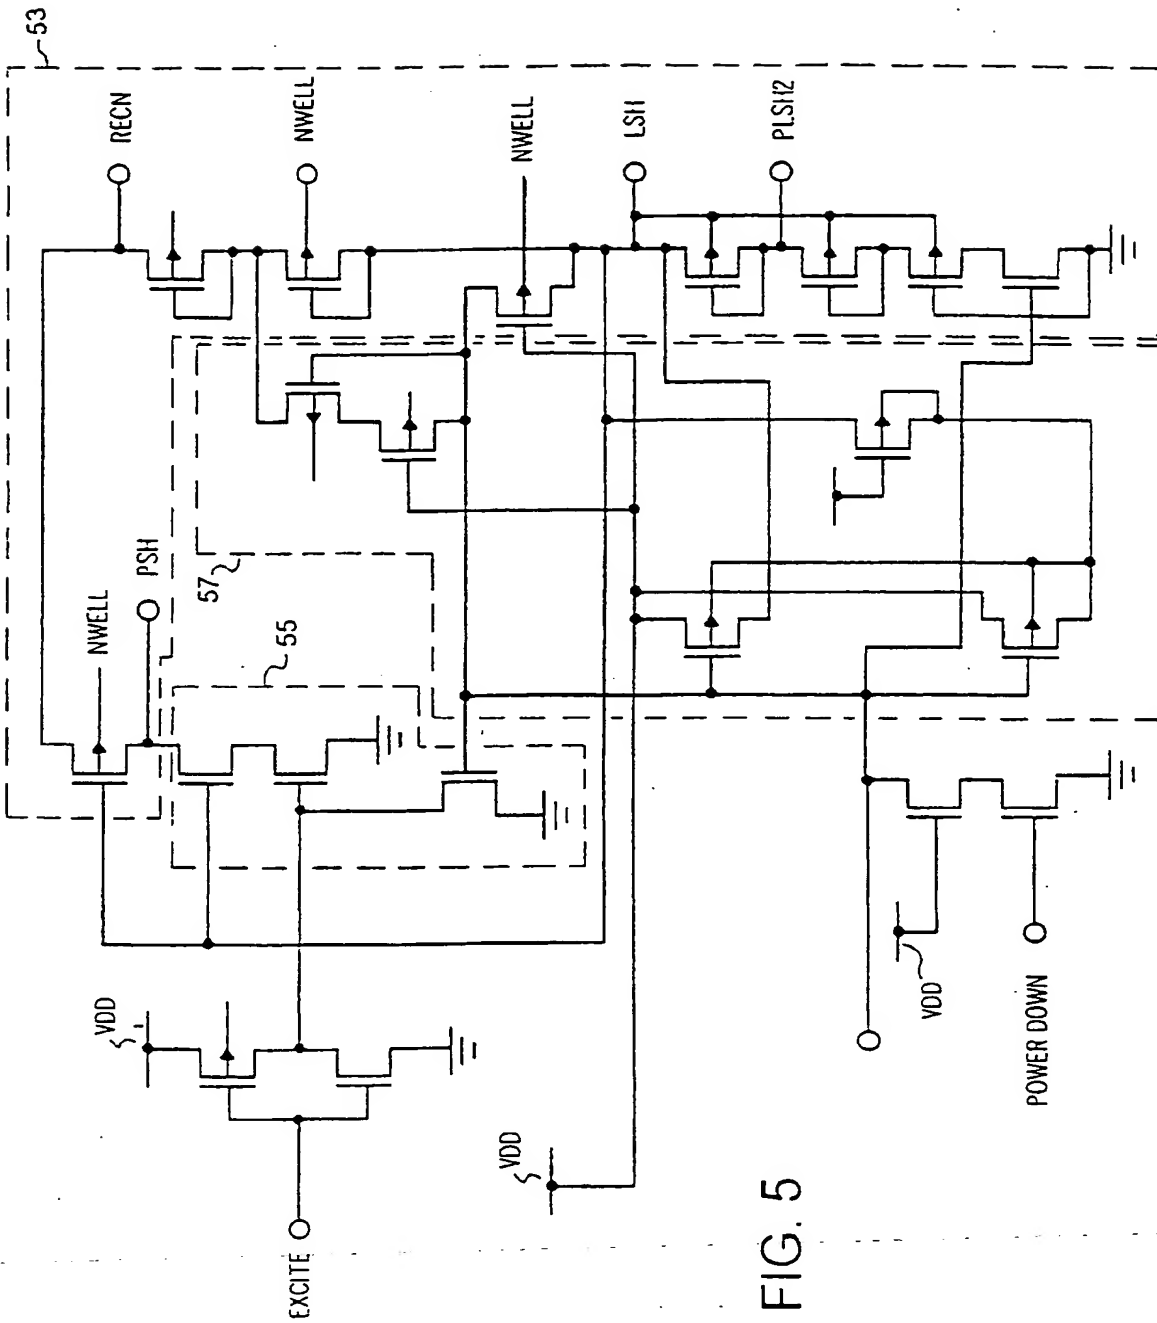 53
RECN
NWELL
NWELL
LSH
PLSH2
PSH
NWELL
57
55
VDD
EXCITE
VDD
VDD
POWER DOWN
FIG. 5